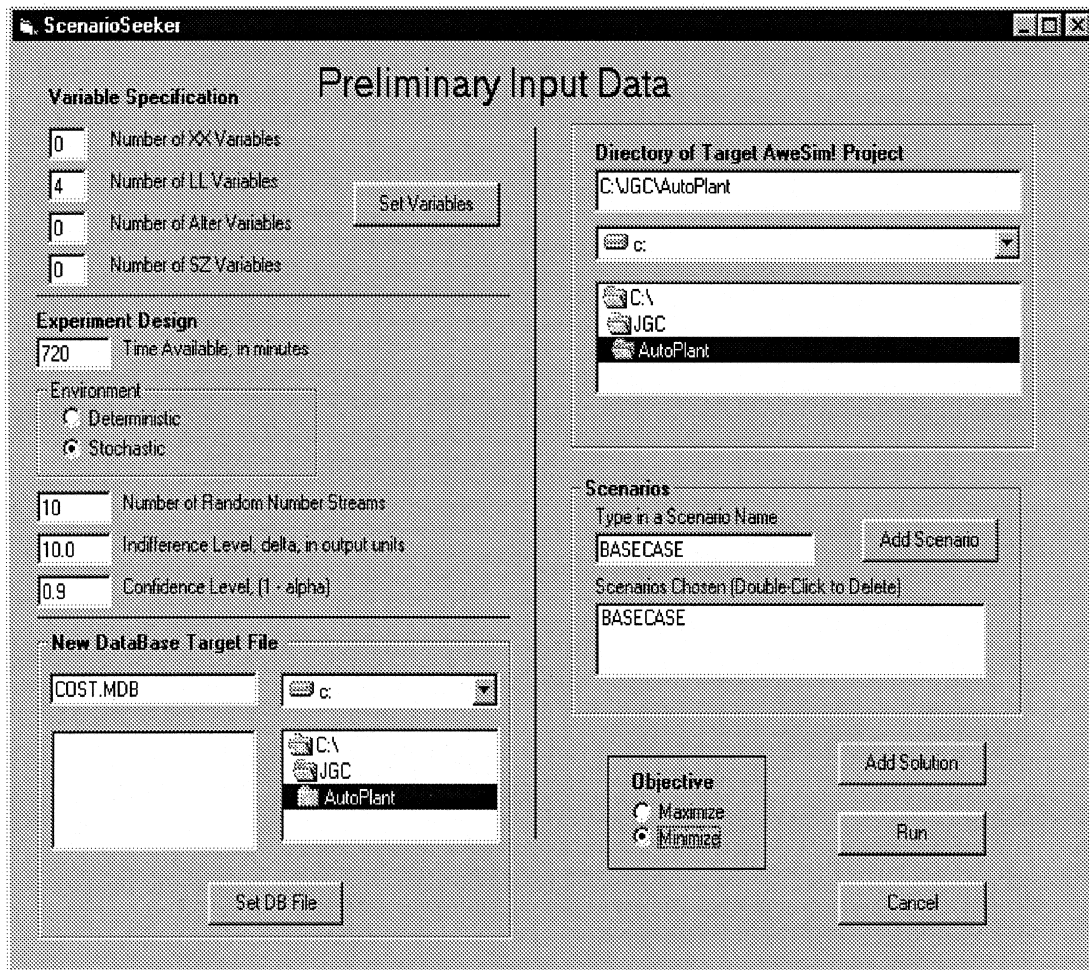 ScenarioSeeker
Preliminary Input Data
Variable Specification
0 Number of XX Variables
4 Number of LL Variables
0 Number of Alter Variables
0 Number of SZ Variables
Set Variables
Experiment Design
720 Time Available, in minutes
Environment
Deterministic
Stochastic
10 Number of Random Number Streams
10.0 Indifference Level, delta, in output units
0.9 Confidence Level, (1 - alpha)
New DataBase Target File
COST.MDB
c:
C:\
JGC
AutoPlant
Set DB File
Directory of Target AweSim! Project
C:\JGC\AutoPlant
c:
C:\
JGC
AutoPlant
Scenarios
Type in a Scenario Name
BASECASE
Add Scenario
Scenarios Chosen (Double-Click to Delete)
BASECASE
Objective
Maximize
Minimize
Add Solution
Run
Cancel